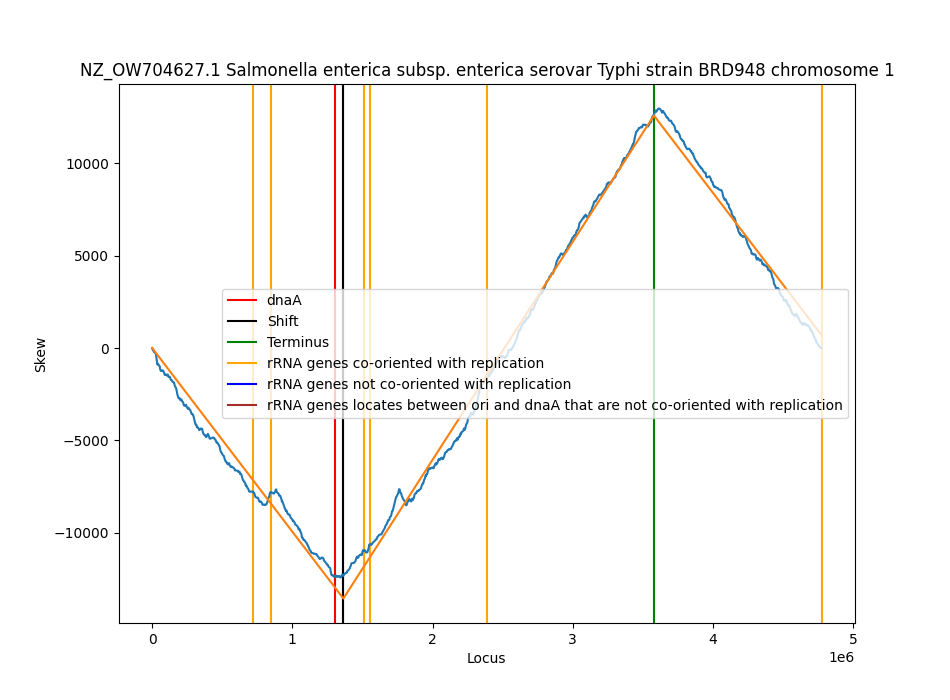 NZ_OW704627.1 Salmonella enterica subsp. enterica serovar Typhi strain BRD948 chromosome 1
10000
5000
0
−5000
−10000
Skew
dnaA
Shift
Terminus
rRNA genes co-oriented with replication
rRNA genes not co-oriented with replication
rRNA genes locates between ori and dnaA that are not co-oriented with replication
0 1 2 3 4 5
1e6
Locus